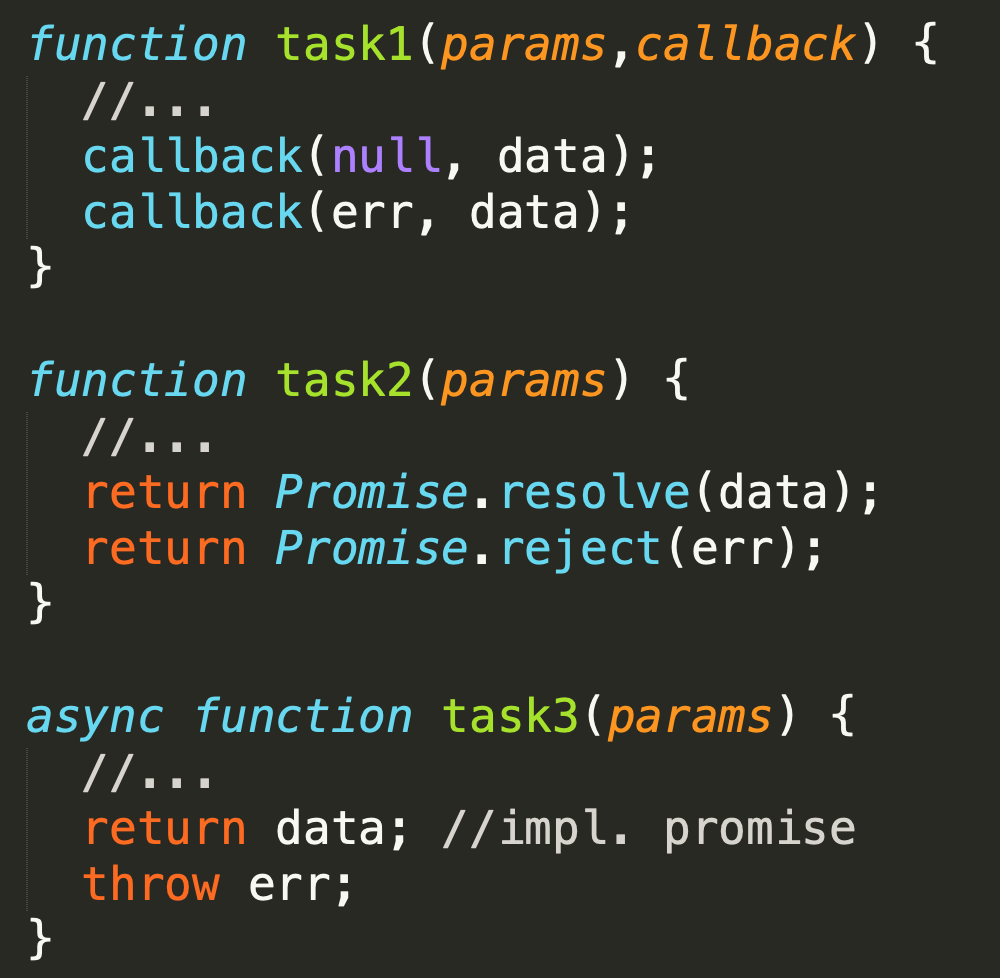 function task1(params,callback) {
  //...
  callback(null, data);
  callback(err, data);
}

function task2(params) {
  //...
  return Promise.resolve(data);
  return Promise.reject(err);
}

async function task3(params) {
  //...
  return data; //impl. promise
  throw err;
}